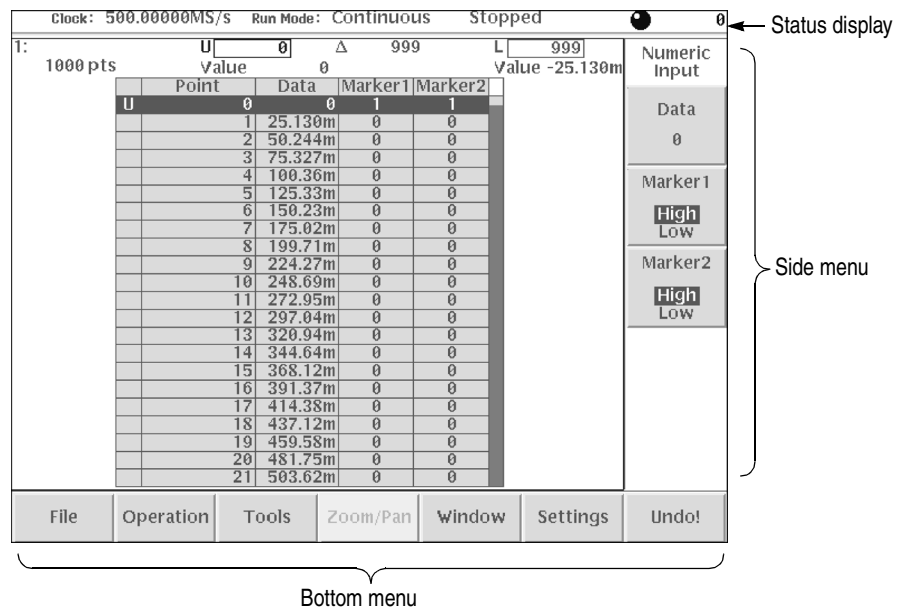 Clock: 500.00000MS/s Run Mode: Continuous Stopped 0
Status display
1: U 0 Δ 999 L 999
1000 pts Value 0 Value -25.130m
Point Data Marker1 Marker2
U 0 0 1 1
1 25.130m 0 0
2 50.244m 0 0
3 75.327m 0 0
4 100.36m 0 0
5 125.33m 0 0
6 150.23m 0 0
7 175.02m 0 0
8 199.71m 0 0
9 224.27m 0 0
10 248.69m 0 0
11 272.95m 0 0
12 297.04m 0 0
13 320.94m 0 0
14 344.64m 0 0
15 368.12m 0 0
16 391.37m 0 0
17 414.38m 0 0
18 437.12m 0 0
19 459.58m 0 0
20 481.75m 0 0
21 503.62m 0 0
Numeric
Input
Data
0
Marker1
High
Low
Marker2
High
Low
Side menu
File Operation Tools Zoom/Pan Window Settings Undo!
Bottom menu